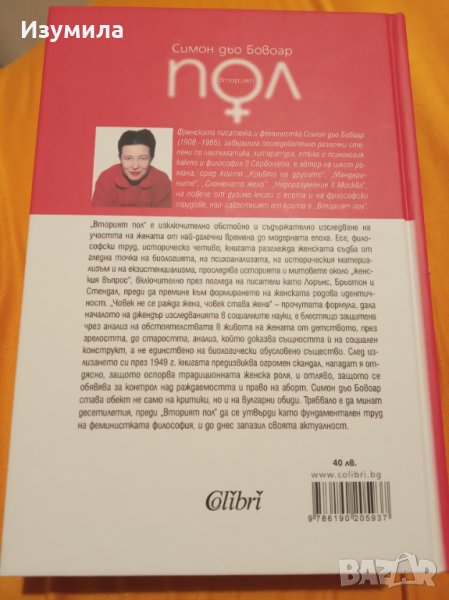 Изумила
Симон дьо Бовоар
Вторият
ПОЛ
Френската писателка и феминистка Симон дьо Бовоар
(1908–1986), завършила последователно различни сте-
пени по математика, литература, етика и психология,
както и философия в Сорбоната, е автор на шест ро-
мана, сред които „Кръвта на другите", „Мандари-
ните", „Сломената жена", „Недоразумение в Москва",
на повече от дузина книги с есета и на философски
трудове, най-известният от които е „Вторият пол".
„Вторият пол" е изключително обстойно и съдържателно изследване на
участта на жената от най-далечни времена до модерната епоха. Есе, фило-
софски труд, историческо четиво, книгата разглежда женската съдба от
гледна точка на биологията, на психоанализата, на историческия матери-
ализъм и на екзистенциализма, проследява историята и митовете около „жен-
ския въпрос", включително през погледа на писатели като Лорънс, Брьотон и
Стендал, преди да премине към формирането на женската родова идентич-
ност. „Човек не се ражда жена, човек става жена" – прочутата формула, дала
началото на джендър изследванията в социалните науки, е блестящо защитена
чрез анализ на обстоятелствата в живота на жената от детството, през
зрелостта, до старостта, анализ, който доказва същността ѝ на социален
конструкт, а не единствено на биологически обусловено същество. След из-
лизането си през 1949 г. книгата предизвиква огромен скандал, нападат я от-
дясно, защото оспорва традиционната женска роля, и отляво, защото се
обявява за контрол над раждаемостта и право на аборт. Симон дьо Бовоар
става обект не само на критики, но и на вулгарни обиди. Трябвало е да минат
десетилетия, преди „Вторият пол" да се утвърди като фундаментален труд
на феминистката философия, и до днес запазил своята актуалност.
40 лв.
www.colibri.bg
Colibri
9 786190 205937
BAZAR